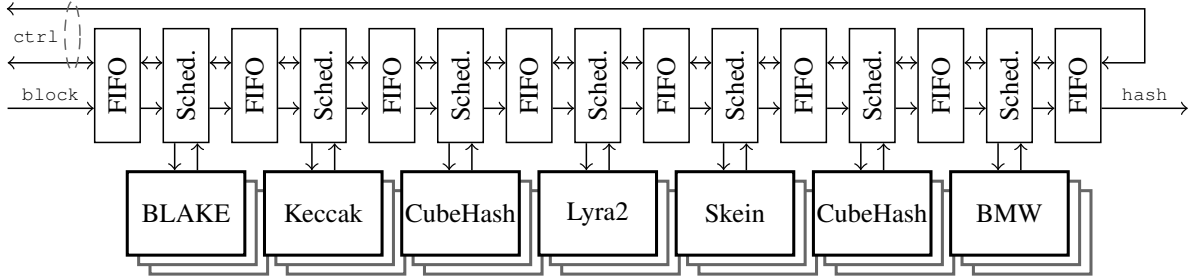 ctrl
block
FIFO
Sched.
FIFO
Sched.
FIFO
Sched.
FIFO
Sched.
FIFO
Sched.
FIFO
Sched.
FIFO
Sched.
FIFO
hash
BLAKE
Keccak
CubeHash
Lyra2
Skein
CubeHash
BMW